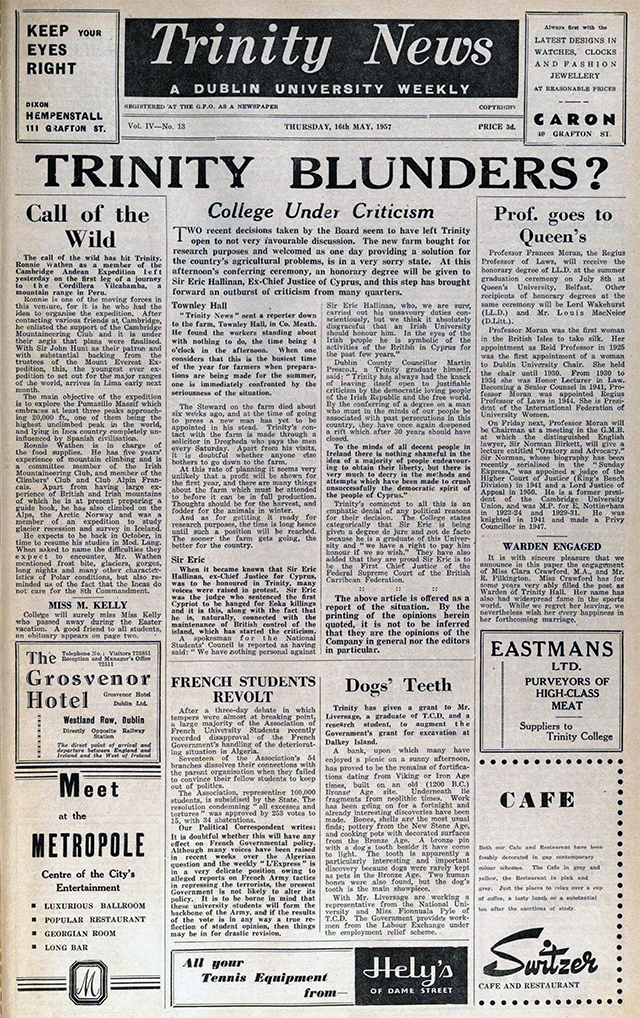 KEEP YOUR
EYES
RIGHT
DIXON
HEMPENSTALL
111 GRAFTON ST.
Trinity News
A DUBLIN UNIVERSITY WEEKLY
REGISTERED AT THE G.P.O. AS A NEWSPAPER
COPYRIGHT
Vol. IV—No. 13
THURSDAY, 16th MAY, 1957
PRICE 3d.
Always first with the
LATEST DESIGNS IN
WATCHES, CLOCKS
AND FASHION
JEWELLERY
AT REASONABLE PRICES
CARON
40 GRAFTON ST.
TRINITY BLUNDERS?
Call of the
Wild
The call of the wild has bit Trinity.
Ronnie Wathen as a member of the
Cambridge Andean Expedition left
yesterday on the first leg of a journey
to the Cordillera Vilcabamba, a
mountain range in Peru.
Ronnie is one of the moving forces in
this venture, for it is he who had the
idea to organise the expedition. After
contacting various friends at Cambridge,
he enlisted the support of the Cambridge
Mountaineering Club and it is under
their aegis that plans were finalised.
With Sir John Hunt as their patron and
with substantial backing from the
trustees of the Mount Everest Ex-
pedition, this, the youngest ever ex-
pedition to set out for the major ranges
of the world, arrives in Lima early next
month.
The main objective of the expedition
is to explore the Pumasillo Massif which
embraces at least three peaks approach-
ing 20,000 ft., one of them being the
highest unclimbed peak in the world,
and lying in Inca country completely un-
influenced by Spanish civilisation.
Ronnie Wathen is in charge of
the food supplies. He has five years'
experience of mountain climbing and is
a committee member of the Irish
Mountaineering Club, and member of the
Climbers' Club and Club Alpin Fran-
cais. Apart from having large ex-
perience of British and Irish mountains
of which he is at present preparing a
guide book, he has also climbed on the
Alps, the Arctic Norway and was a
member of an expedition to study
glacier recession and survey in Iceland.
He expects to be back in October, in
time to resume his studies in Mod. Lang.
When asked to name the difficulties they
expect to encounter, Mr. Wathen
mentioned frost bite, glaciers, gorges,
long nights and many other characteris-
tics of Polar conditions, but also re-
minded us of the fact that the Incas do
not care for the 8th Commandment.
MISS M. KELLY
College will surely miss Miss Kelly
who passed away during the Easter
vacation. A good friend to all students,
an obituary appears on page two.
The
Grosvenor
Hotel
Telephone No.: Visitors 725851
Reception and Manager's Office
72511
Grosvenor Hotel
Dublin Ltd.
Westland Row, Dublin
Directly Opposite Railway
Station
The direct point of arrival and
departure between England and
Ireland and the West of Ireland
Meet
at the
METROPOLE
Centre of the City's
Entertainment
LUXURIOUS BALLROOM
POPULAR RESTAURANT
GEORGIAN ROOM
LONG BAR
M
College Under Criticism
TWO recent decisions taken by the Board seem to have left Trinity
open to not very favourable discussion. The new farm bought for
research purposes and welcomed as one day providing a solution for
the country's agricultural problems, is in a very sorry state. At this
afternoon's conferring ceremony, an honorary degree will be given to
Sir Eric Hallinan, Ex-Chief Justice of Cyprus, and this step has brought
forward an outburst of criticism from many quarters.
Townley Hall
"Trinity News" sent a reporter down
to the farm, Townley Hall, in Co. Meath.
He found the workers standing about
with nothing to do, the time being 4
o'clock in the afternoon. When one
considers that this is the busiest time
of the year for farmers when prepara-
tions are being made for the summer,
one is immediately confronted by the
seriousness of the situation.
The Steward on the farm died about
six weeks ago, and at the time of going
to press a new man has yet to be
appointed in his stead. Trinity's con-
tact with the farm is made through a
solicitor in Drogheda who pays the men
every Saturday. Apart from his visits,
it is doubtful whether anyone else
bothers to go down to the farm.
At this rate of planting it seems very
unlikely that a profit will be shown for
the first year, and there are many things
about the farm which must be attended
to before it can be in full production.
Thoughts should be for the harvest, and
fodder for the animals in winter.
And as for getting it ready for
research purposes, the time is long hence
until such a position will be reached.
The sooner the farm gets going, the
better for the country.
Sir Eric
When it became known that Sir Eric
Hallinan, ex-Chief Justice for Cyprus,
was to be honoured in Trinity, many
voices were raised in protest. Sir Eric
was the judge who sentenced the first
Cypriot to be hanged for Eoka killings
and it is this, along with the fact that
he is, naturally, connected with the
maintenance of British control of the
island, which has started the criticism.
A spokesman for the National
Students' Council is reported as having
said: "We have nothing personal against
Sir Eric Hallinan, who, we are sure,
carried out his unsavoury duties con-
scientiously, but we think it absolutely
disgraceful that an Irish University
should honour him. In the eyes of the
Irish people he is symbolic of the
activities of the British in Cyprus
for the past few years."
Dublin County Councillor Martin
Prescott, a Trinity graduate himself,
said: "Trinity has always had the knack
of leaving itself open to justifiable
criticism by the democratic loving people
of the Irish Republic and the free world.
By the conferring of a degree on a man
who must in the minds of our people be
associated with past persecutions in this
country, they have once again deepened
a rift which after 30 years should have
closed.
To the minds of all decent people in
Ireland there is nothing shameful in the
idea of a majority of people endeavour-
ing to obtain their liberty, but there is
very much to decry in the methods and
attempts which have been made to crush
unsuccessfully the democratic spirit of
the people of Cyprus."
Trinity's comment to all this is an
emphatic denial of any political reasons
for their decision. The College states
categorically that Sir Eric is being
given a degree de jure and not de facto
because he is a graduate of this Univer-
sity and "we have a right to pay him
honour if we so wish." They have also
added that they are proud Sir Eric is to
be the First Chief Justice of the
Federal Supreme Court of the British
Carribean Federation.
The above article is offered as a
report of the situation. By the
printing of the opinions herein
quoted, it is not to be inferred
that they are the opinions of the
Company in general nor the editors
in particular.
FRENCH STUDENTS
REVOLT
After a three-day debate in which
tempers were almost at breaking point,
a large majority of the Association of
French University Students recently
recorded disapproval of the French
Government's handling of the deteriorat-
ing situation in Algeria.
Seventeen of the Association's 54
branches dissolved their connections with
the parent organisation when they failed
to convince their fellow students to keep
out of politics.
The Association, representing 100,000
students, is subsidised by the State. The
resolution condemning "all excesses and
tortures" was approved by 253 votes to
15, with 34 abstentions.
Our Political Correspondent writes:
It is doubtful whether this will have any
effect on French Governmental policy.
Although many voices have been raised
in recent weeks over the Algerian
question and the weekly "L'Express" is
in a very delicate position owing to
alleged reports on French Army tactics
in repressing the terrorists, the present
Government is not likely to alter its
policy. It is to be borne in mind that
these university students will form the
backbone of the Army, and if the results
of the vote is in any way a true re-
flection of student opinion, then things
may be in for drastic revision.
Dogs' Teeth
Trinity has given a grant to Mr.
Liversage, a graduate of T.C.D. and a
research student, to augment the
Government's grant for excavation at
Dalkey Island.
A bank, upon which many have
enjoyed a picnic on a sunny afternoon,
has proved to be the remains of fortifica-
tions dating from Viking or Iron Age
times, built on an old (1200 B.C.)
Bronze Age site. Underneath lie
fragments from neolithic times. Work
has been going on for a fortnight and
already interesting discoveries have been
made. Bones, shells are the most usual
finds; pottery from the New Stone Age,
and cooking pots with decorated surfaces
from the Bronze Age. A bronze pin
with a dog's tooth beside it have come
to light. The tooth is apparently a
particularly interesting and important
discovery because dogs were rarely kept
as pets in the Bronze Age. Two human
bones were also found, but the dog's
tooth is the main showpiece.
With Mr. Liversage are working a
representative from the National Uni-
versity and Miss Fionnuala Pyle of
T.C.D. The Government provides work-
men from the Labour Exchange under
the employment relief scheme.
All your
Tennis Equipment
from—
Hely's
OF DAME STREET
Prof. goes to
Queen's
Professor Frances Moran, the Regius
Professor of Laws, will receive the
honorary degree of LL.D. at the summer
graduation ceremony on July 8th at
Queen's University, Belfast. Other
recipients of honorary degrees at the
same ceremony will be Lord Wakehurst
(LL.D.) and Mr. Louis MacNeice
(D.Litt.).
Professor Moran was the first woman
in the British Isles to take silk. Her
appointment as Reid Professor in 1925
was the first appointment of a woman
to Dublin University Chair. She held
the chair until 1930. From 1930 to
1934 she was Honor Lecturer in Law.
Becoming a Senior Counsel in 1941, Pro-
fessor Moran was appointed Regius
Professor of Laws in 1944. She is Presi-
dent of the International Federation of
University Women.
On Friday next, Professor Moran will
be Chairman at a meeting in the G.M.B.
at which the distinguished English
lawyer, Sir Norman Birkett, will give a
lecture entitled "Oratory and Advocacy."
Sir Norman, whose biography has been
recently serialised in the "Sunday
Express," was appointed a judge of the
Higher Court of Justice (King's Bench
Division) in 1941 and a Lord Justice of
Appeal in 1950. He is a former presi-
dent of the Cambridge University
Union, and was M.P. for E. Nottingham
in 1923-24 and 1929-31. He was
knighted in 1941 and made a Privy
Councillor in 1947.
WARDEN ENGAGED
It is with sincere pleasure that we
announce in this paper the engagement
of Miss Clara Crawford, M.A., and Mr.
R. Pilkington. Miss Crawford has for
some years very ably filled the post as
Warden of Trinity Hall. Her name has
also had widespread fame in the sports
world. While we regret her leaving, we
nevertheless wish her every happiness in
her forthcoming marriage.
EASTMANS
LTD.
PURVEYORS OF
HIGH-CLASS
MEAT
Suppliers to
Trinity College
CAFE
Both our Cafe and Restaurant have been
freshly decorated in gay contemporary
colour schemes. The Cafe in grey and
yellow, the Restaurant in pink and
grey. Just the places to relax over a cup
of coffee, a tasty lunch or a substantial
tea after the exertions of study.
Switzer
CAFE AND RESTAURANT